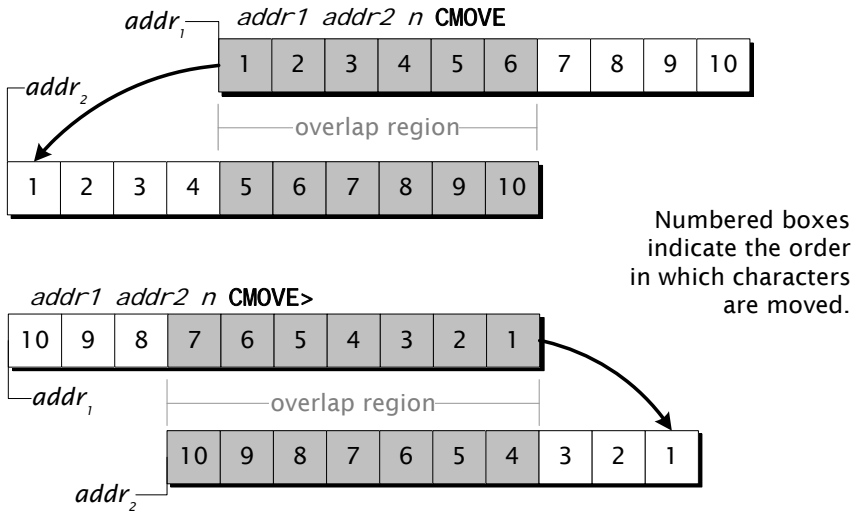 addr1 addr2 n CMOVE
addr1
1 2 3 4 5 6 7 8 9 10
addr2
overlap region
1 2 3 4 5 6 7 8 9 10
Numbered boxes
indicate the order
in which characters
are moved.
addr1 addr2 n CMOVE>
10 9 8 7 6 5 4 3 2 1
addr1
overlap region
10 9 8 7 6 5 4 3 2 1
addr2